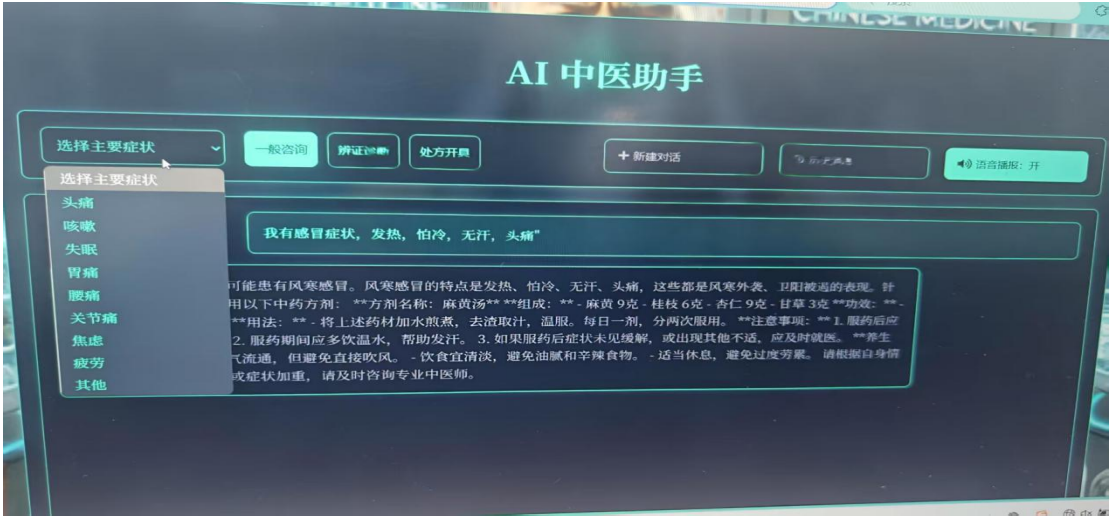 CHINESE MEDICINE
AI 中医助手
选择主要症状
一般咨询
辨证诊断
处方开具
+ 新建对话
语音播报：开
选择主要症状
头痛
咳嗽
失眠
胃痛
腰痛
关节痛
焦虑
疲劳
其他
我有感冒症状，发热，怕冷，无汗，头痛"
可能患有风寒感冒。风寒感冒的特点是发热、怕冷、无汗、头痛，这些都是风寒外袭、卫阳被遏的表现。针
用以下中药方剂： **方剂名称：麻黄汤** **组成：** - 麻黄 9克 - 桂枝 6克 - 杏仁 9克 - 甘草 3克 **功效：** -
**用法：** - 将上述药材加水煎煮，去渣取汁，温服。每日一剂，分两次服用。 **注意事项：** 1. 服药后应
2. 服药期间应多饮温水，帮助发汗。 3. 如果服药后症状未见缓解，或出现其他不适，应及时就医。 **养生
气流通，但避免直接吹风。 - 饮食宜清淡，避免油腻和辛辣食物。 - 适当休息，避免过度劳累。 请根据自身情
或症状加重，请及时咨询专业中医师。